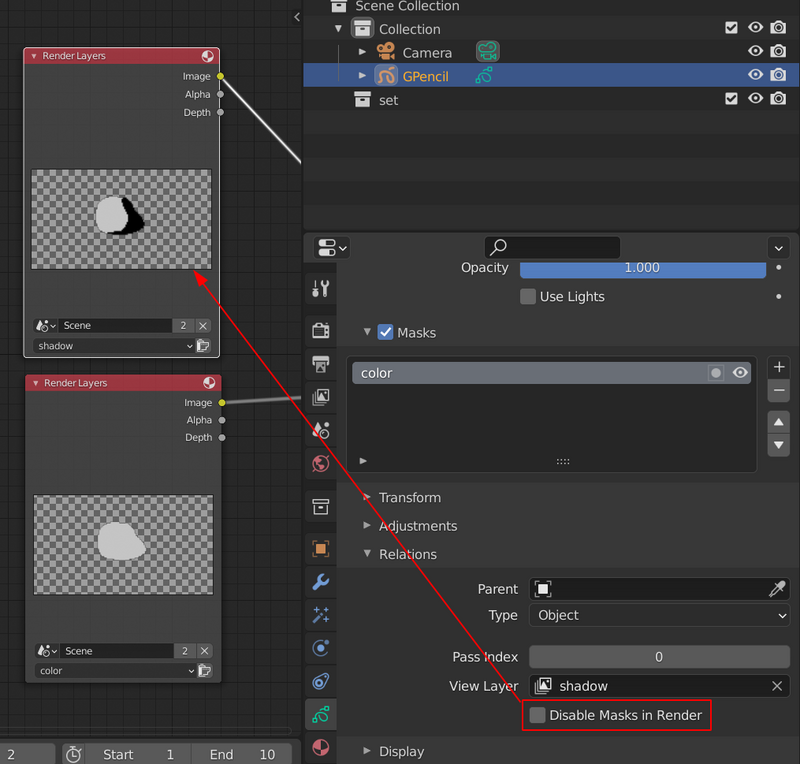 Render Layers
Image
Alpha
Depth
Scene 2
shadow
Render Layers
Image
Alpha
Depth
Scene 2
color
2 Start 1 End 10
Scene Collection
Collection
Camera
GPencil
set
Opacity 1.000
Use Lights
Masks
color
Transform
Adjustments
Relations
Parent
Type Object
Pass Index 0
View Layer shadow
Disable Masks in Render
Display